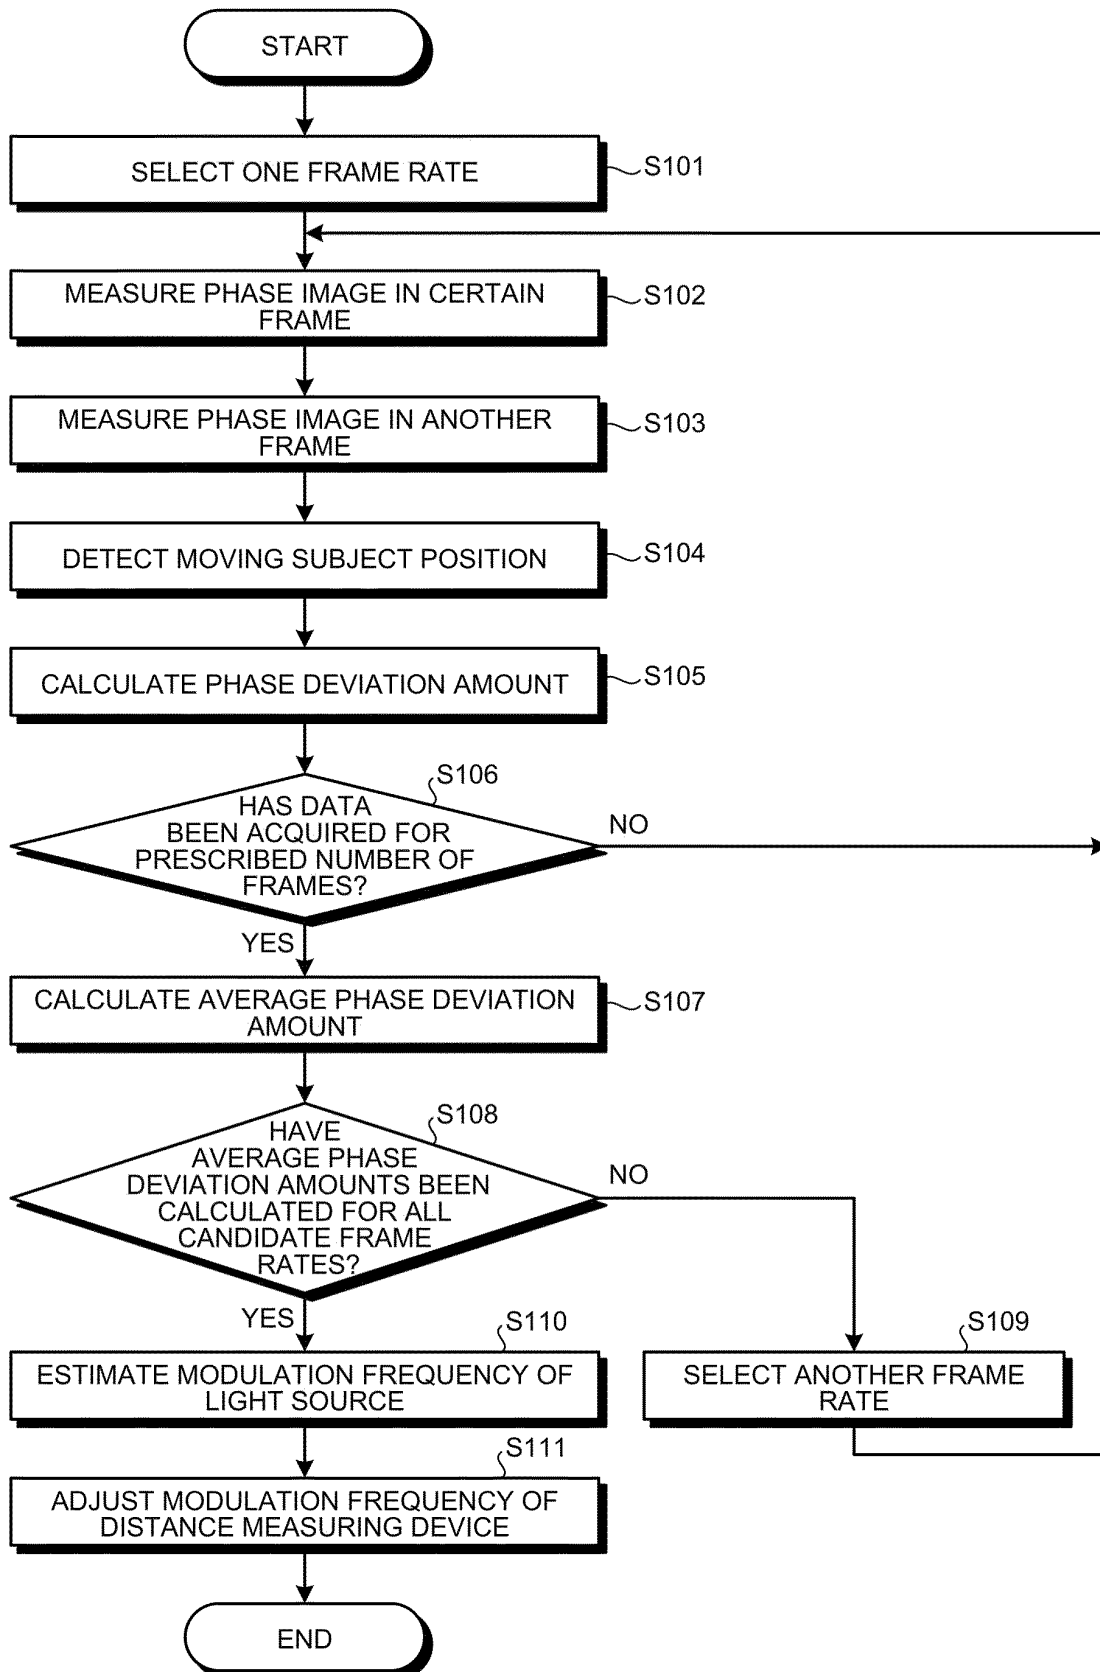 START
SELECT ONE FRAME RATE
S101
MEASURE PHASE IMAGE IN CERTAIN
FRAME
S102
MEASURE PHASE IMAGE IN ANOTHER
FRAME
S103
DETECT MOVING SUBJECT POSITION
S104
CALCULATE PHASE DEVIATION AMOUNT
S105
S106
HAS DATA
BEEN ACQUIRED FOR
PRESCRIBED NUMBER OF
FRAMES?
NO
YES
CALCULATE AVERAGE PHASE DEVIATION
AMOUNT
S107
S108
HAVE
AVERAGE PHASE
DEVIATION AMOUNTS BEEN
CALCULATED FOR ALL
CANDIDATE FRAME
RATES?
NO
YES
S110
ESTIMATE MODULATION FREQUENCY OF
LIGHT SOURCE
S109
SELECT ANOTHER FRAME
RATE
S111
ADJUST MODULATION FREQUENCY OF
DISTANCE MEASURING DEVICE
END